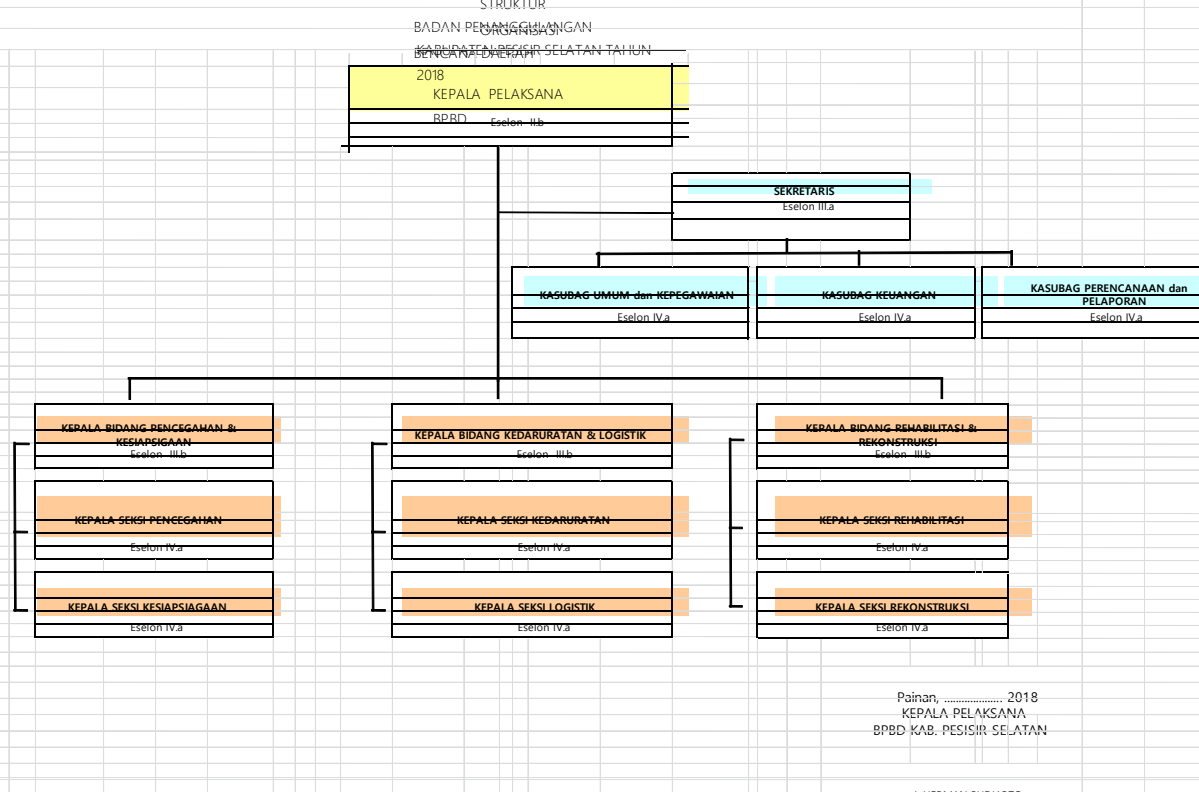 STRUKTUR
ORGANISASI
BADAN PENANGGULANGAN
BENCANA DAERAH
KABUPATEN PESISIR SELATAN TAHUN
2018
KEPALA PELAKSANA
BPBD
Eselon II.b
SEKRETARIS
Eselon III.a
KASUBAG UMUM dan KEPEGAWAIAN
Eselon IV.a
KASUBAG KEUANGAN
Eselon IV.a
KASUBAG PERENCANAAN dan
PELAPORAN
Eselon IV.a
KEPALA BIDANG PENCEGAHAN &
KESIAPSIGAAN
Eselon III.b
KEPALA BIDANG KEDARURATAN & LOGISTIK
Eselon III.b
KEPALA BIDANG REHABILITASI &
REKONSTRUKSI
Eselon III.b
KEPALA SEKSI PENCEGAHAN
Eselon IV.a
KEPALA SEKSI KEDARURATAN
Eselon IV.a
KEPALA SEKSI REHABILITASI
Eselon IV.a
KEPALA SEKSI KESIAPSIAGAAN
Eselon IV.a
KEPALA SEKSI LOGISTIK
Eselon IV.a
KEPALA SEKSI REKONSTRUKSI
Eselon IV.a
Painan, .................... 2018
KEPALA PELAKSANA
BPBD KAB. PESISIR SELATAN